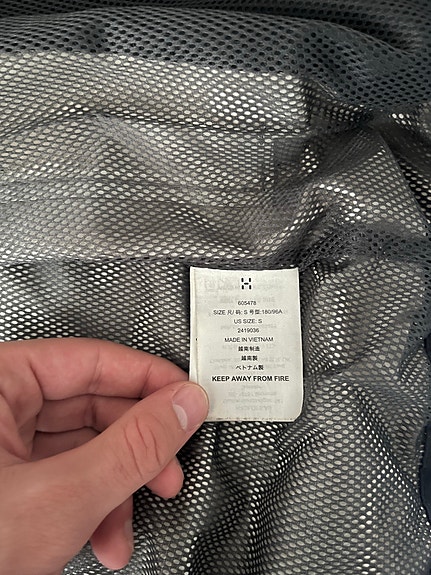 605478
SIZE 尺/ 码: S 号型:180/96A
US SIZE: S
2419036
MADE IN VIETNAM
越南制造
越南製
ベトナム製
KEEP AWAY FROM FIRE